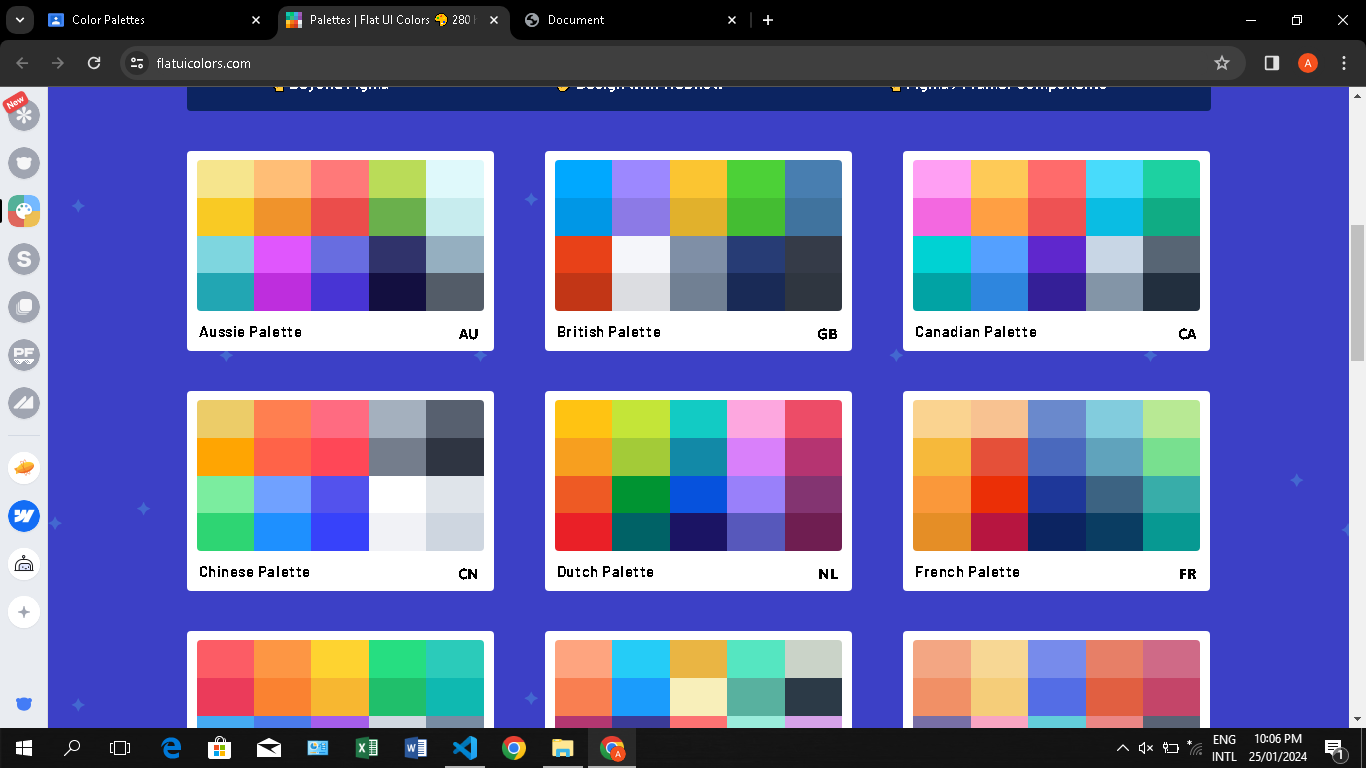 Color Palettes
Palettes | Flat UI Colors 🎨 280
Document
flatuicolors.com
A
New
S
PF
Aussie Palette AU
British Palette GB
Canadian Palette CA
Chinese Palette CN
Dutch Palette NL
French Palette FR
ENG
INTL
10:06 PM
25/01/2024
1